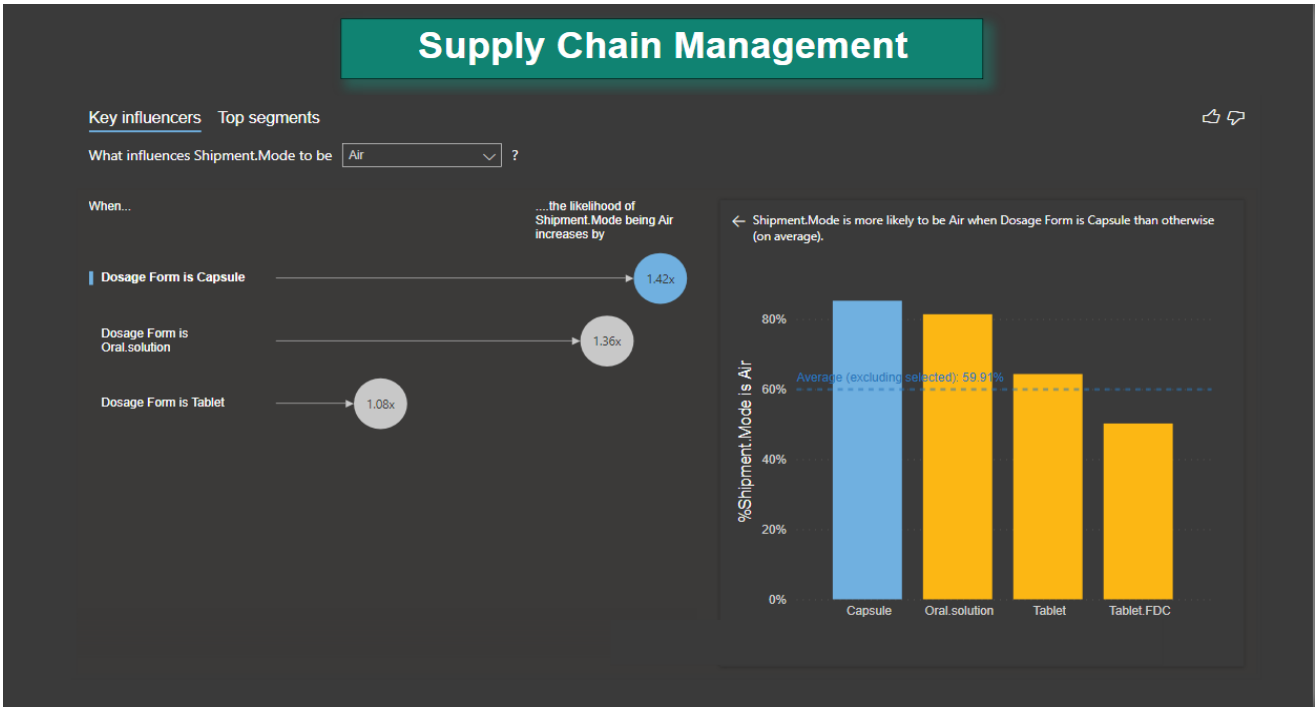 Supply Chain Management
Key influencers Top segments
What influences Shipment.Mode to be Air ?
When...
....the likelihood of
Shipment.Mode being Air
increases by
Dosage Form is Capsule
1.42x
Dosage Form is
Oral.solution
1.36x
Dosage Form is Tablet
1.08x
Shipment.Mode is more likely to be Air when Dosage Form is Capsule than otherwise
(on average).
%Shipment.Mode is Air
80%
Average (excluding selected): 59.91%
60%
40%
20%
0%
Capsule Oral.solution Tablet Tablet.FDC